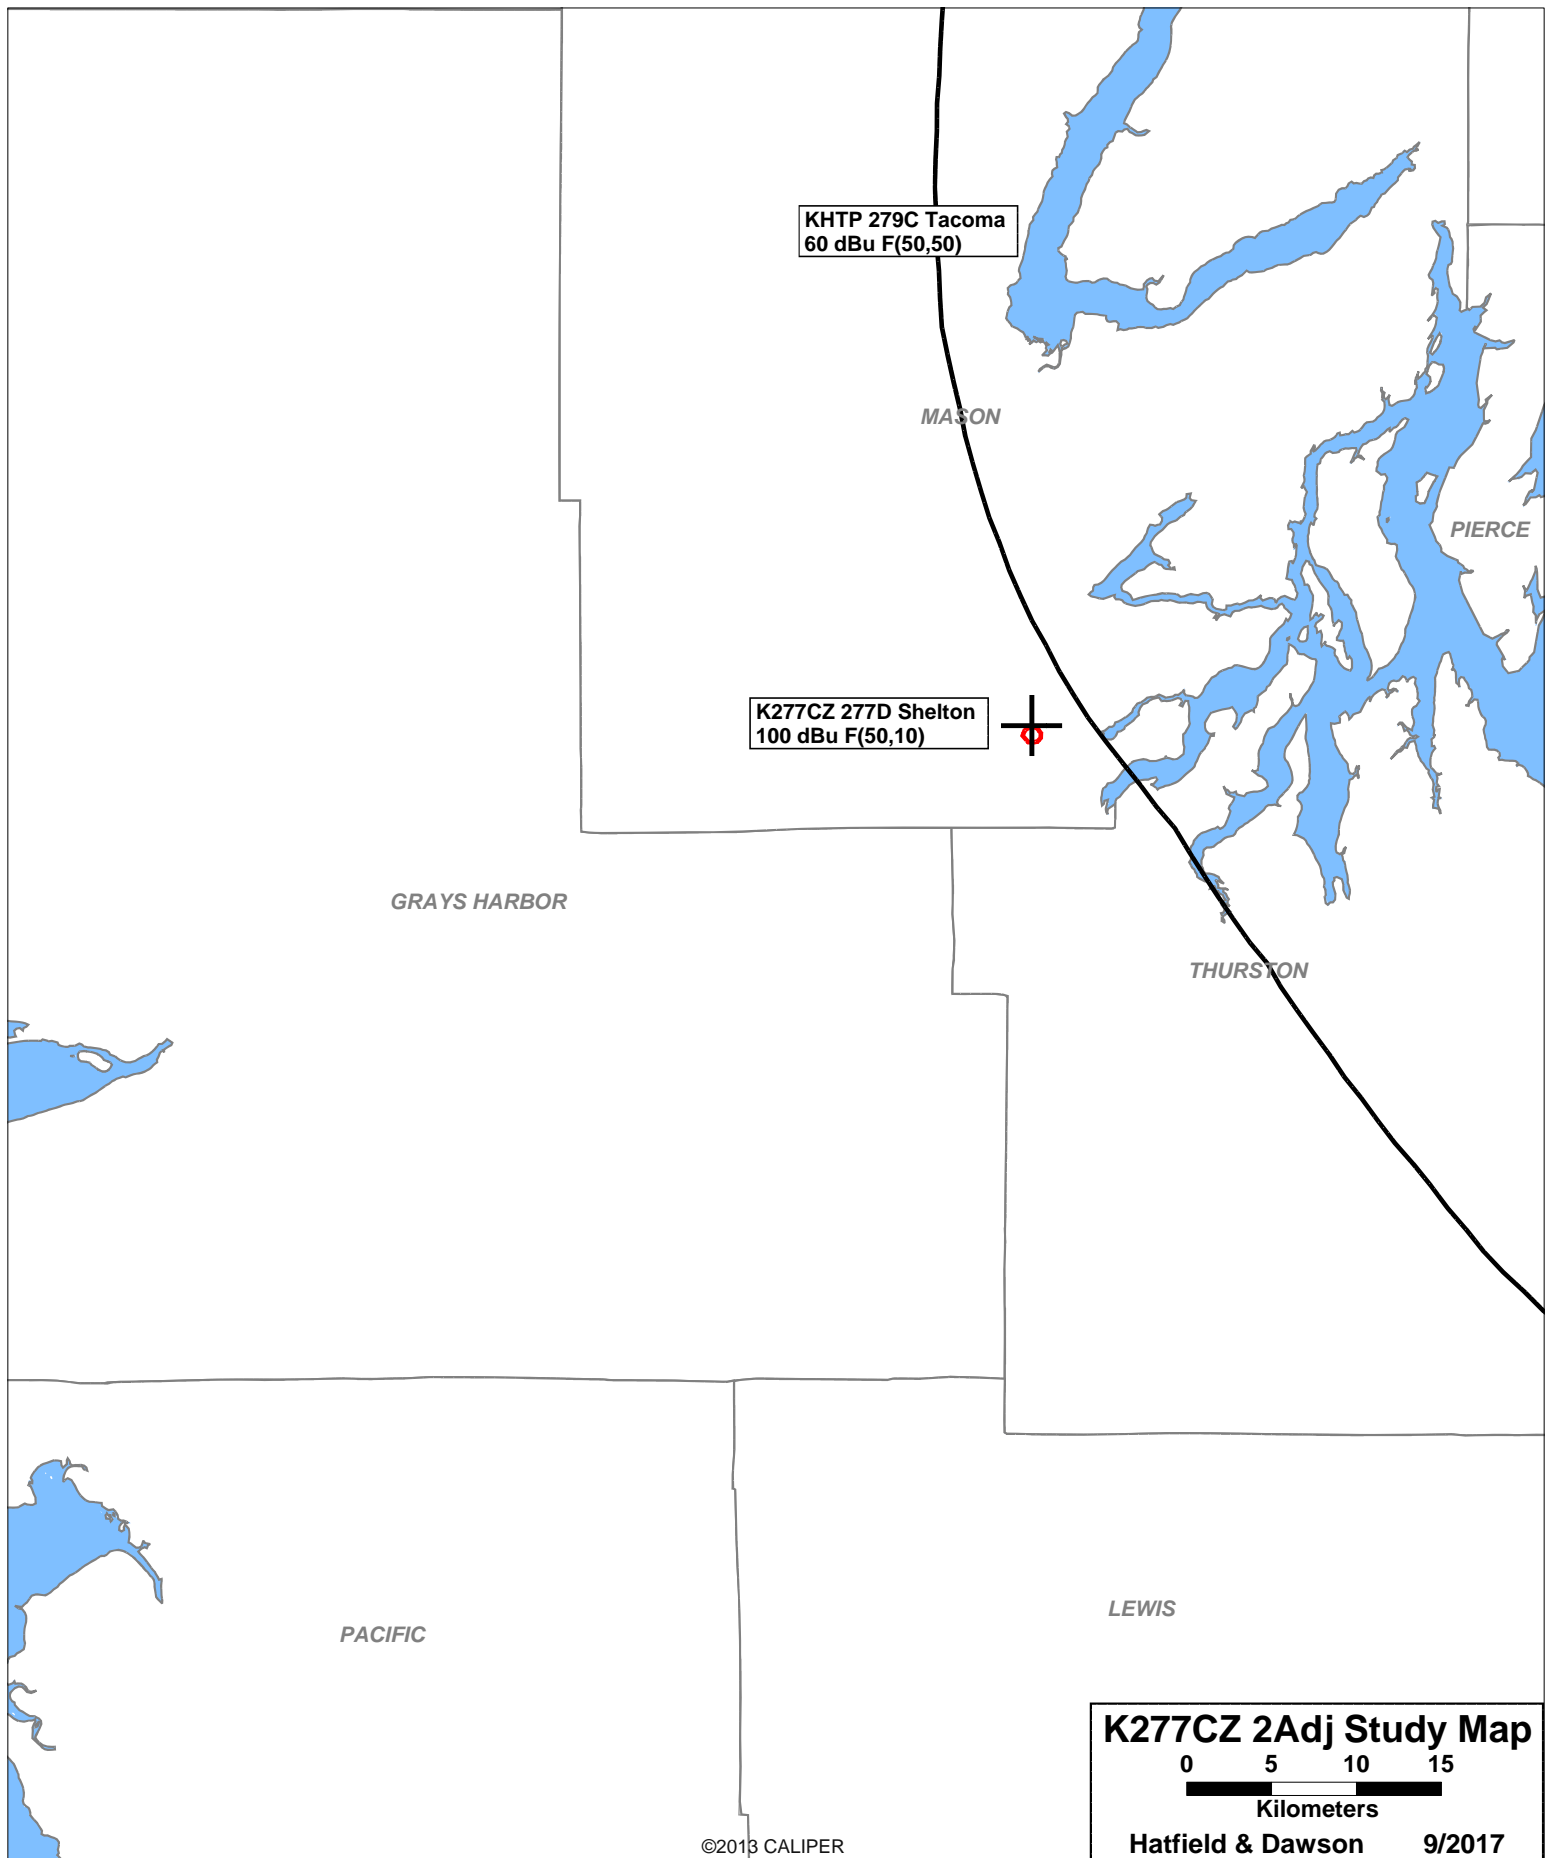 KHTP 279C Tacoma
60 dBu F(50,50)
MASON
PIERCE
K277CZ 277D Shelton
100 dBu F(50,10)
GRAYS HARBOR
THURSTON
LEWIS
PACIFIC
K277CZ 2Adj Study Map
0 5 10 15
Kilometers
Hatfield & Dawson 9/2017
©2013 CALIPER